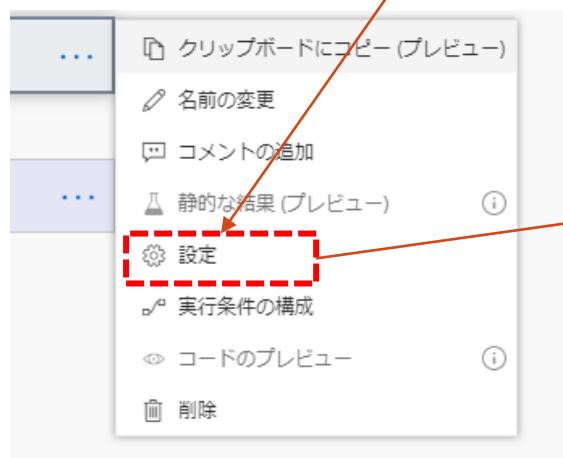 クリップボードにコピー (プレビュー)
名前の変更
コメントの追加
静的な結果 (プレビュー)
設定
実行条件の構成
コードのプレビュー
削除